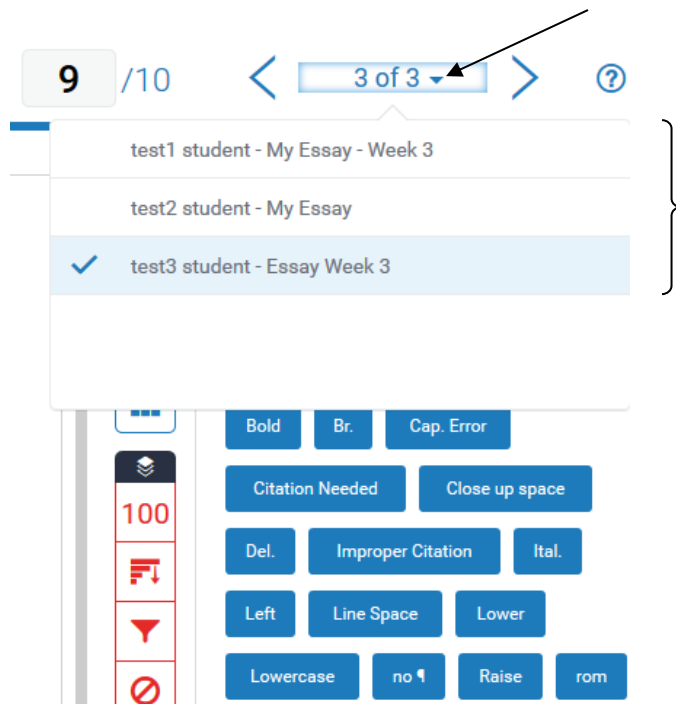 9 /10 3 of 3
test1 student - My Essay - Week 3
test2 student - My Essay
test3 student - Essay Week 3
Bold Br. Cap. Error
Citation Needed Close up space
100
Del. Improper Citation Ital.
Left Line Space Lower
Lowercase no ¶ Raise rom